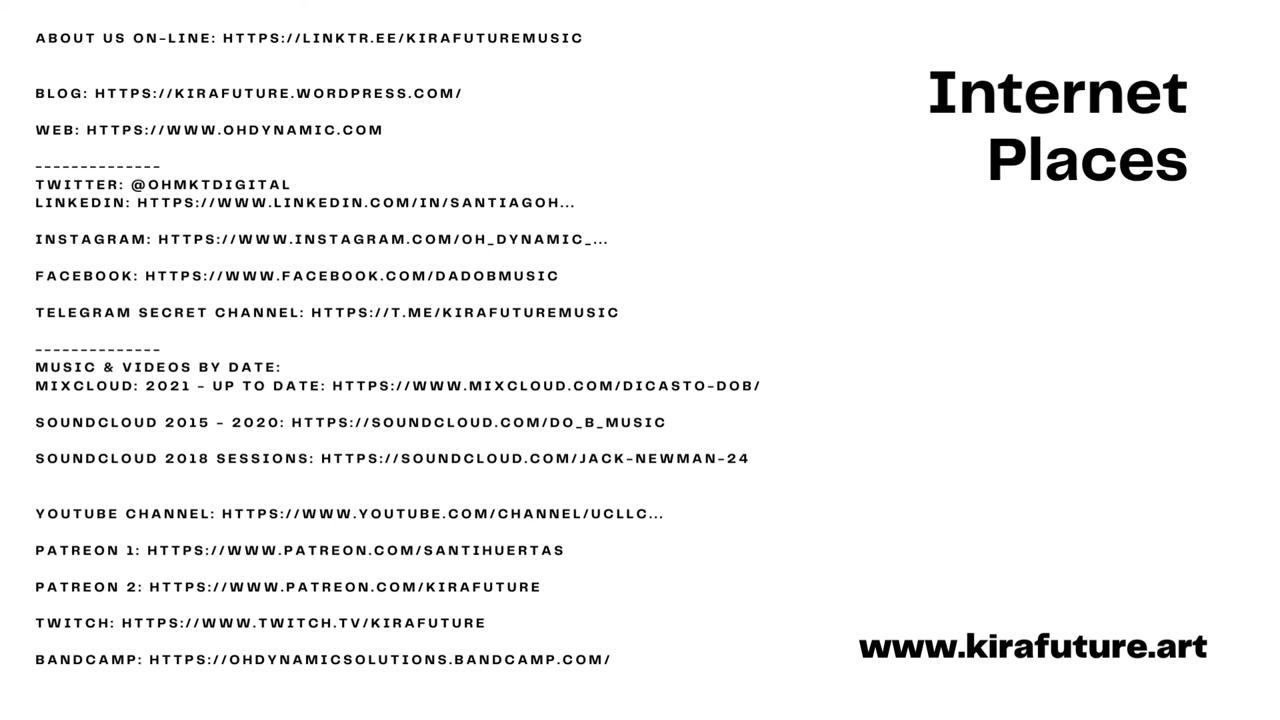 ABOUT US ON-LINE: HTTPS://LINKTR.EE/KIRAFUTUREMUSIC
BLOG: HTTPS://KIRAFUTURE.WORDPRESS.COM/
WEB: HTTPS://WWW.OHDYNAMIC.COM
--------------
TWITTER: @OHMKTDIGITAL
LINKEDIN: HTTPS://WWW.LINKEDIN.COM/IN/SANTIAGOH...
INSTAGRAM: HTTPS://WWW.INSTAGRAM.COM/OH_DYNAMIC_...
FACEBOOK: HTTPS://WWW.FACEBOOK.COM/DADOBMUSIC
TELEGRAM SECRET CHANNEL: HTTPS://T.ME/KIRAFUTUREMUSIC
--------------
MUSIC & VIDEOS BY DATE:
MIXCLOUD: 2021 - UP TO DATE: HTTPS://WWW.MIXCLOUD.COM/DICASTO-DOB/
SOUNDCLOUD 2015 - 2020: HTTPS://SOUNDCLOUD.COM/DO_B_MUSIC
SOUNDCLOUD 2018 SESSIONS: HTTPS://SOUNDCLOUD.COM/JACK-NEWMAN-24
YOUTUBE CHANNEL: HTTPS://WWW.YOUTUBE.COM/CHANNEL/UCLLC...
PATREON 1: HTTPS://WWW.PATREON.COM/SANTIHUERTAS
PATREON 2: HTTPS://WWW.PATREON.COM/KIRAFUTURE
TWITCH: HTTPS://WWW.TWITCH.TV/KIRAFUTURE
BANDCAMP: HTTPS://OHDYNAMICSOLUTIONS.BANDCAMP.COM/
Internet
Places
www.kirafuture.art